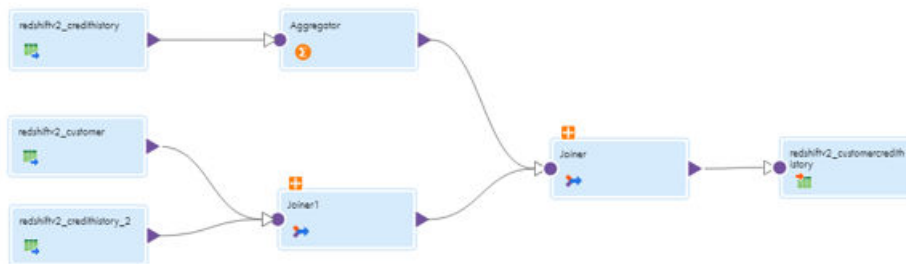 redshiftv2_credithistory
Aggregator
redshiftv2_customer
Joiner
redshiftv2_customercredith
istory
Joiner1
redshiftv2_credithistory_2